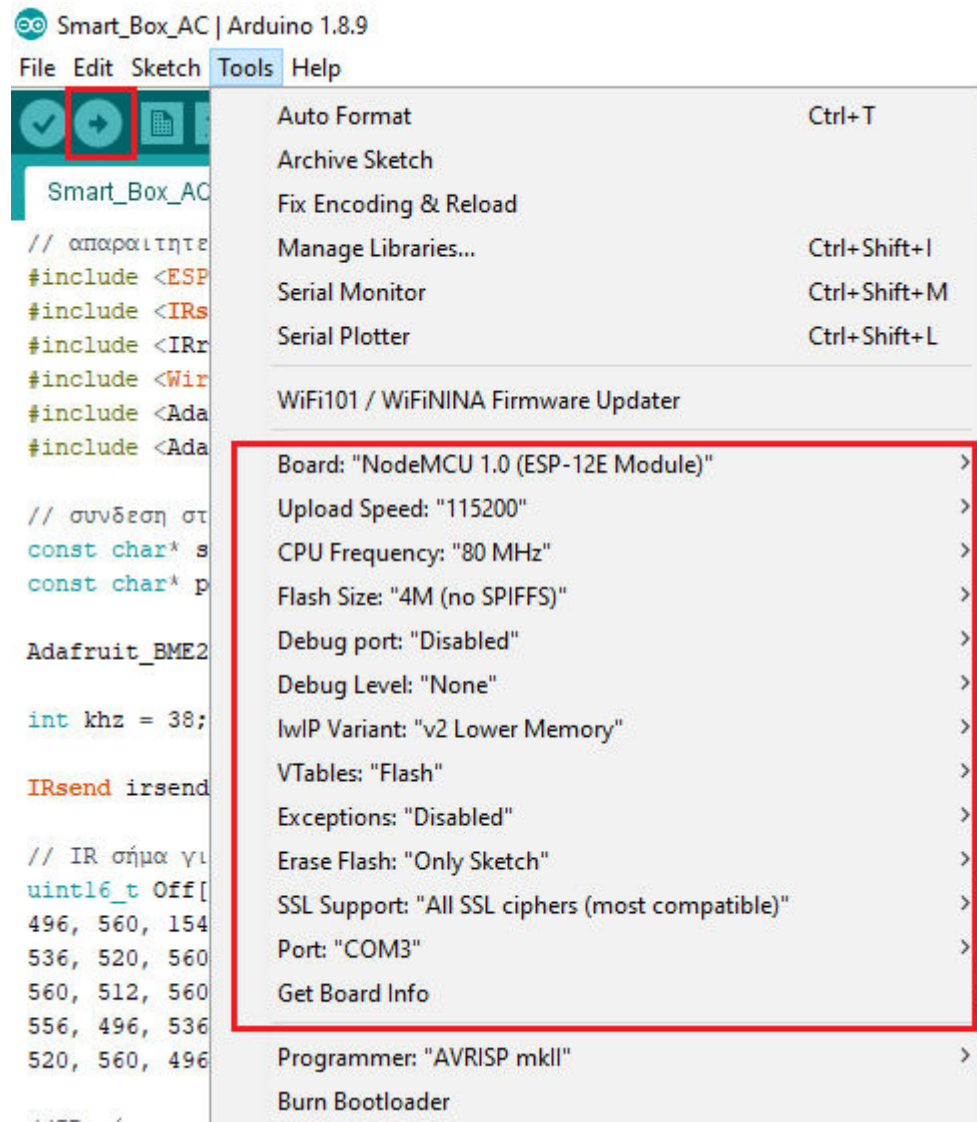 Smart_Box_AC | Arduino 1.8.9
File Edit Sketch Tools Help
Smart_Box_AC
// απαραιτητε
#include <ESP
#include <IRs
#include <IRr
#include <Wir
#include <Ada
#include <Ada
// συνδεση στ
const char* s
const char* p
Adafruit_BME2
int khz = 38;
IRsend irsend
// IR σήμα γι
uint16_t Off[
496, 560, 154
536, 520, 560
560, 512, 560
556, 496, 536
520, 560, 496
Auto Format Ctrl+T
Archive Sketch
Fix Encoding & Reload
Manage Libraries... Ctrl+Shift+I
Serial Monitor Ctrl+Shift+M
Serial Plotter Ctrl+Shift+L
WiFi101 / WiFiNINA Firmware Updater
Board: "NodeMCU 1.0 (ESP-12E Module)"
Upload Speed: "115200"
CPU Frequency: "80 MHz"
Flash Size: "4M (no SPIFFS)"
Debug port: "Disabled"
Debug Level: "None"
lwIP Variant: "v2 Lower Memory"
VTables: "Flash"
Exceptions: "Disabled"
Erase Flash: "Only Sketch"
SSL Support: "All SSL ciphers (most compatible)"
Port: "COM3"
Get Board Info
Programmer: "AVRISP mkII"
Burn Bootloader